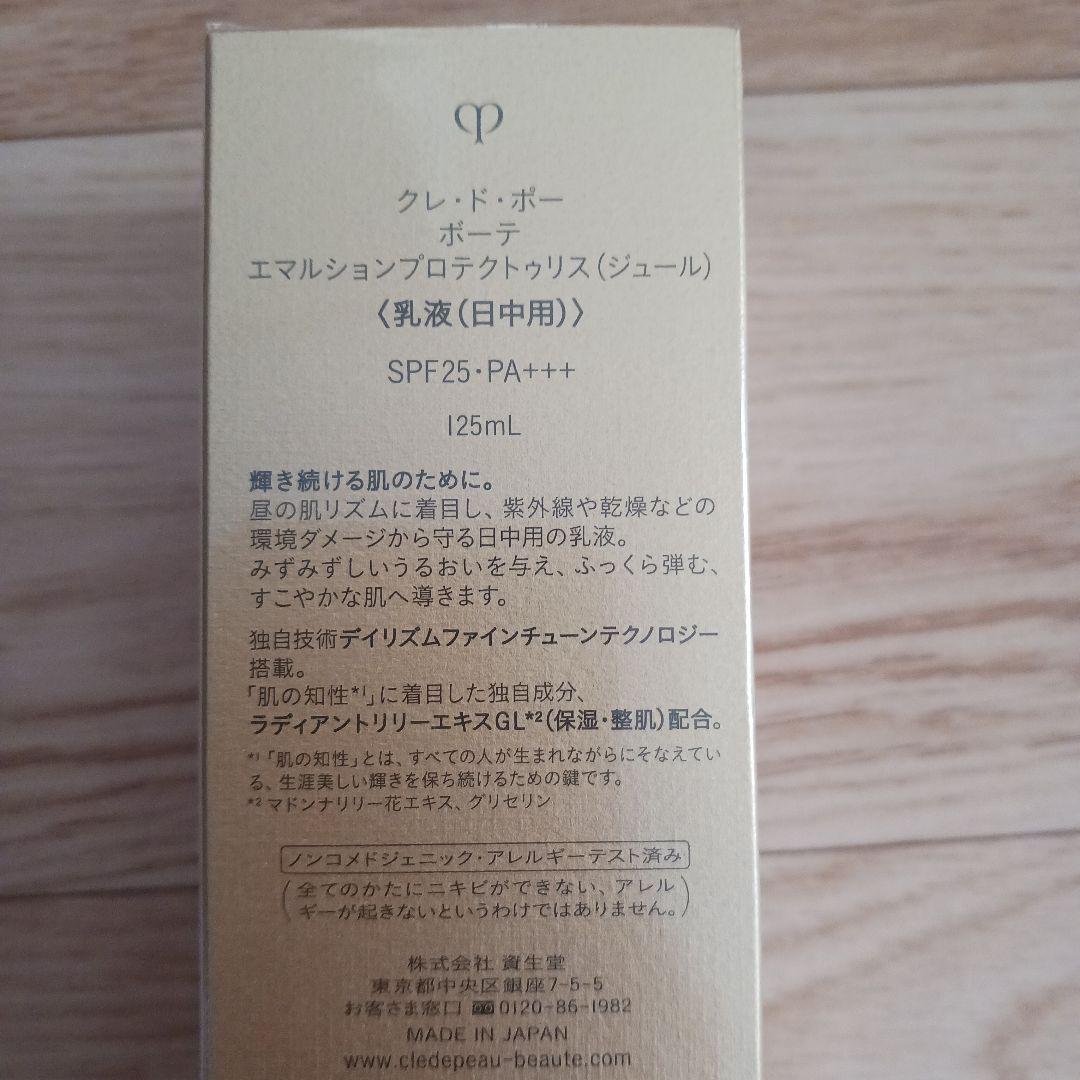 クレ・ド・ポー
ボーテ
エマルションプロテクトゥリス(ジュール)
〈乳液(日中用)〉
SPF25・PA+++
125mL
輝き続ける肌のために。
昼の肌リズムに着目し、紫外線や乾燥などの
環境ダメージから守る日中用の乳液。
みずみずしいうるおいを与え、ふっくら弾む、
すこやかな肌へ導きます。
独自技術デイリズムファインチューンテクノロジー
搭載。
「肌の知性*1」に着目した独自成分、
ラディアントリリーエキスGL*2(保湿・整肌)配合。
*1「肌の知性」とは、すべての人が生まれながらにそなえてい
る、生涯美しい輝きを保ち続けるための鍵です。
*2 マドンナリリー花エキス、グリセリン
ノンコメドジェニック・アレルギーテスト済み
(全てのかたにニキビができない、アレル
ギーが起きないというわけではありません。)
株式会社 資生堂
東京都中央区銀座7-5-5
お客さま窓口 0120-86-1982
MADE IN JAPAN
www.cledepeau-beaute.com